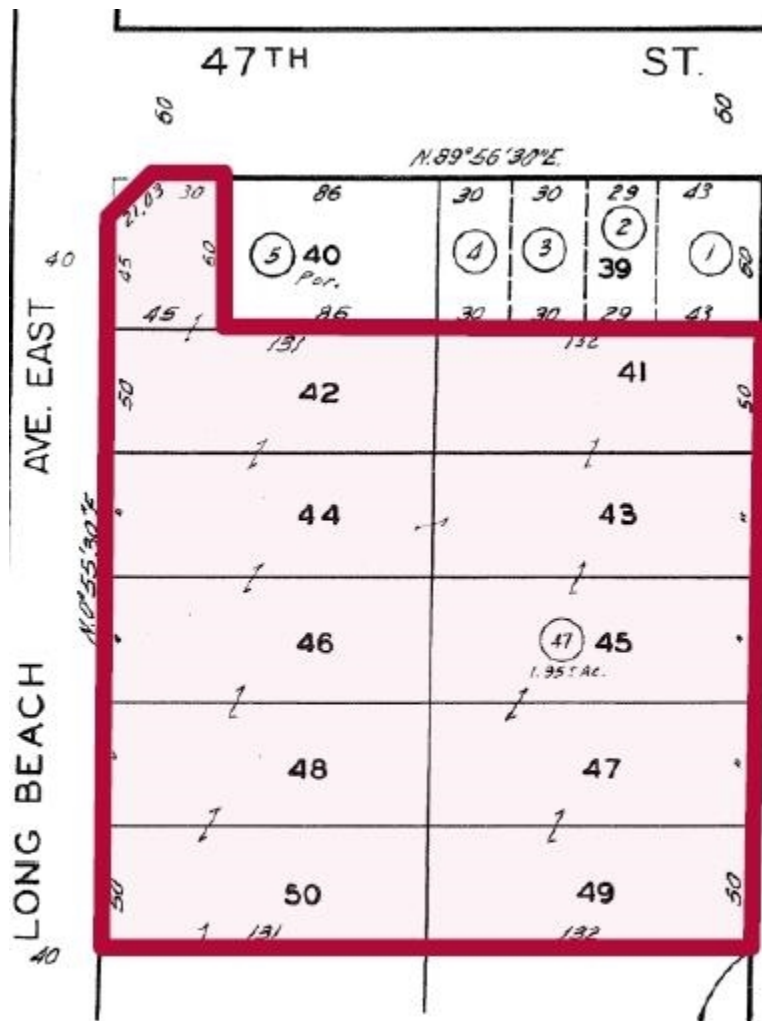 47TH ST.
60 60
N.89°56'30"E.
21.03 30 86 30 30 29 43
40 45 60 5 40 4 3 2 39 1 60
Por.
45 86 30 30 29 43
131 132
50 42 41 50
44 43
46 47 45
1.95± Ac.
48 47
50 50 49 50
131 132
40
N.0°55'30"E
LONG BEACH AVE. EAST